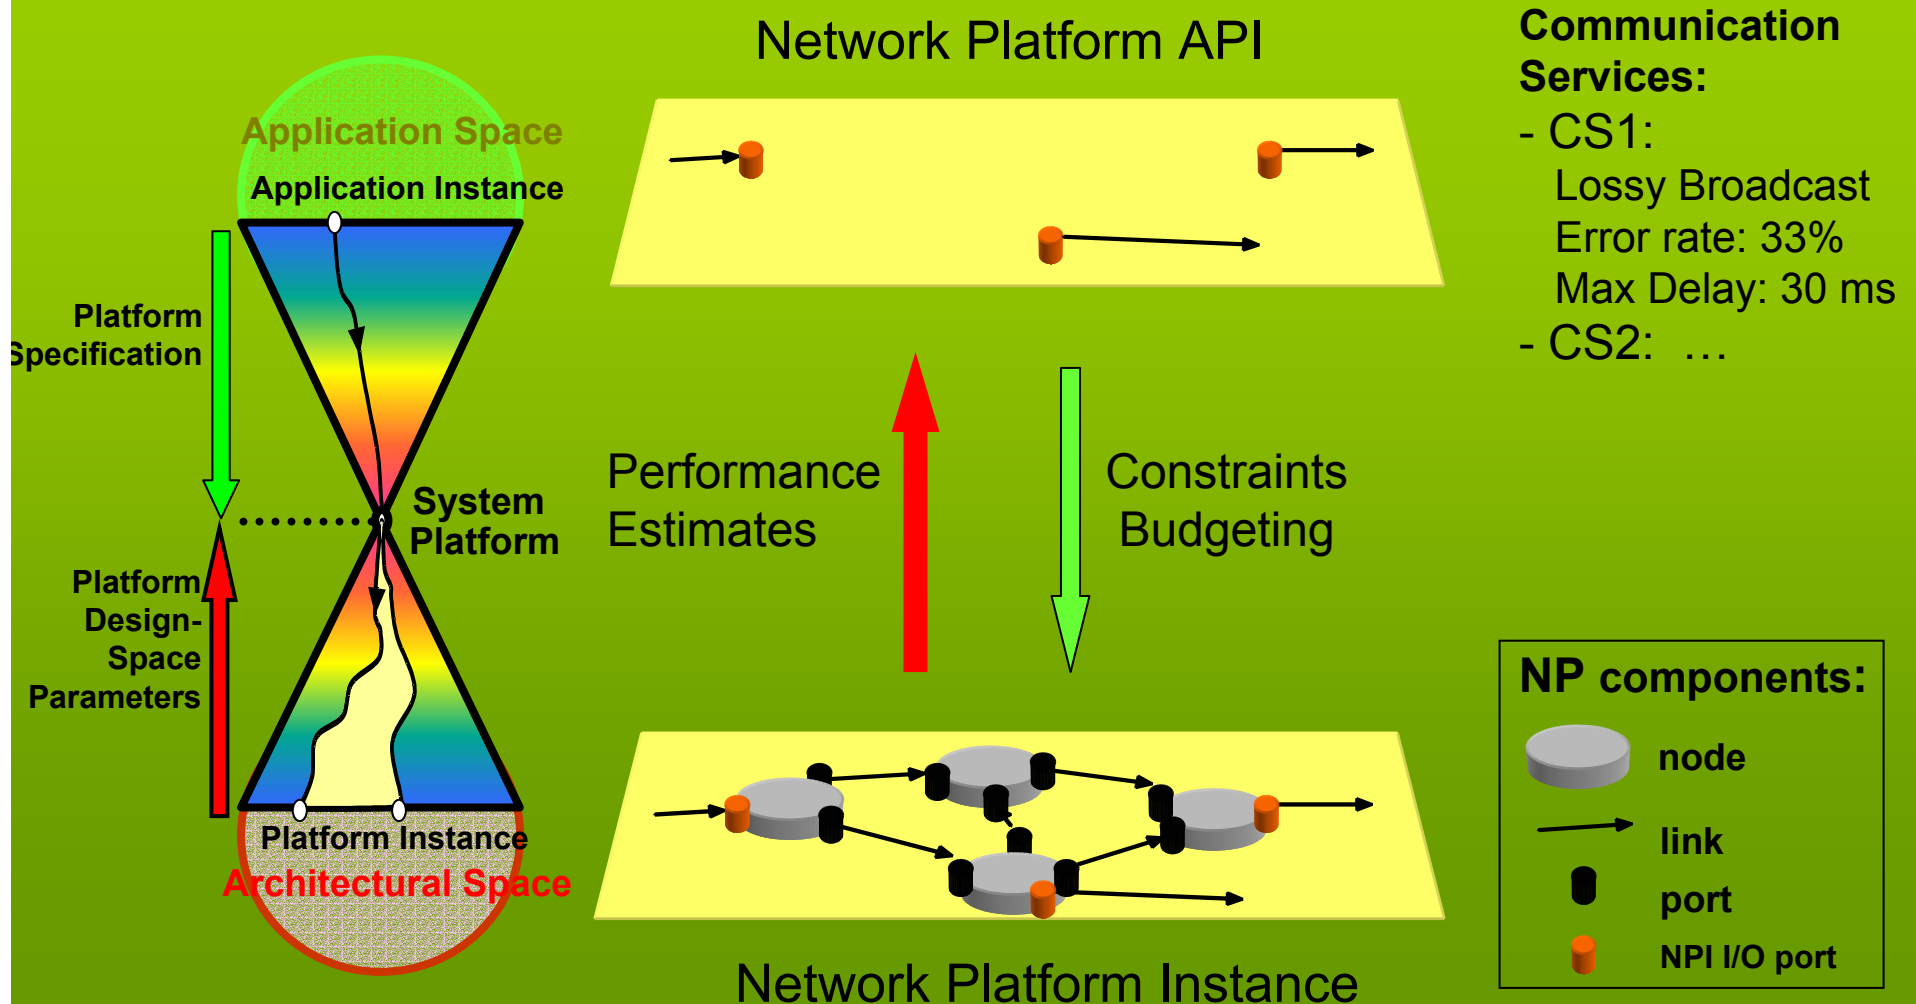 Network Platform API
Communication
Services:
- CS1:
Lossy Broadcast
Error rate: 33%
Max Delay: 30 ms
- CS2: …
Application Space
Application Instance
Platform
Specification
System
Platform
Platform
Design-
Space
Parameters
Platform Instance
Architectural Space
Performance
Estimates
Constraints
Budgeting
Network Platform Instance
NP components:
node
link
port
NPI I/O port